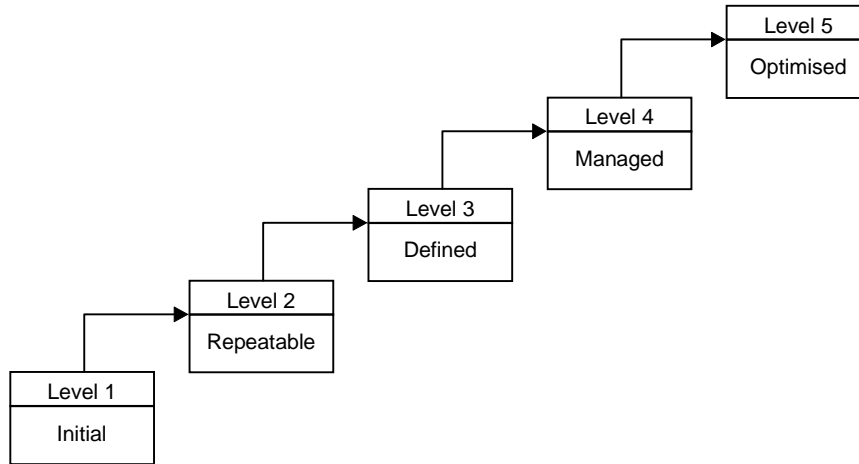 Level 5
Optimised
Level 4
Managed
Level 3
Defined
Level 2
Repeatable
Level 1
Initial